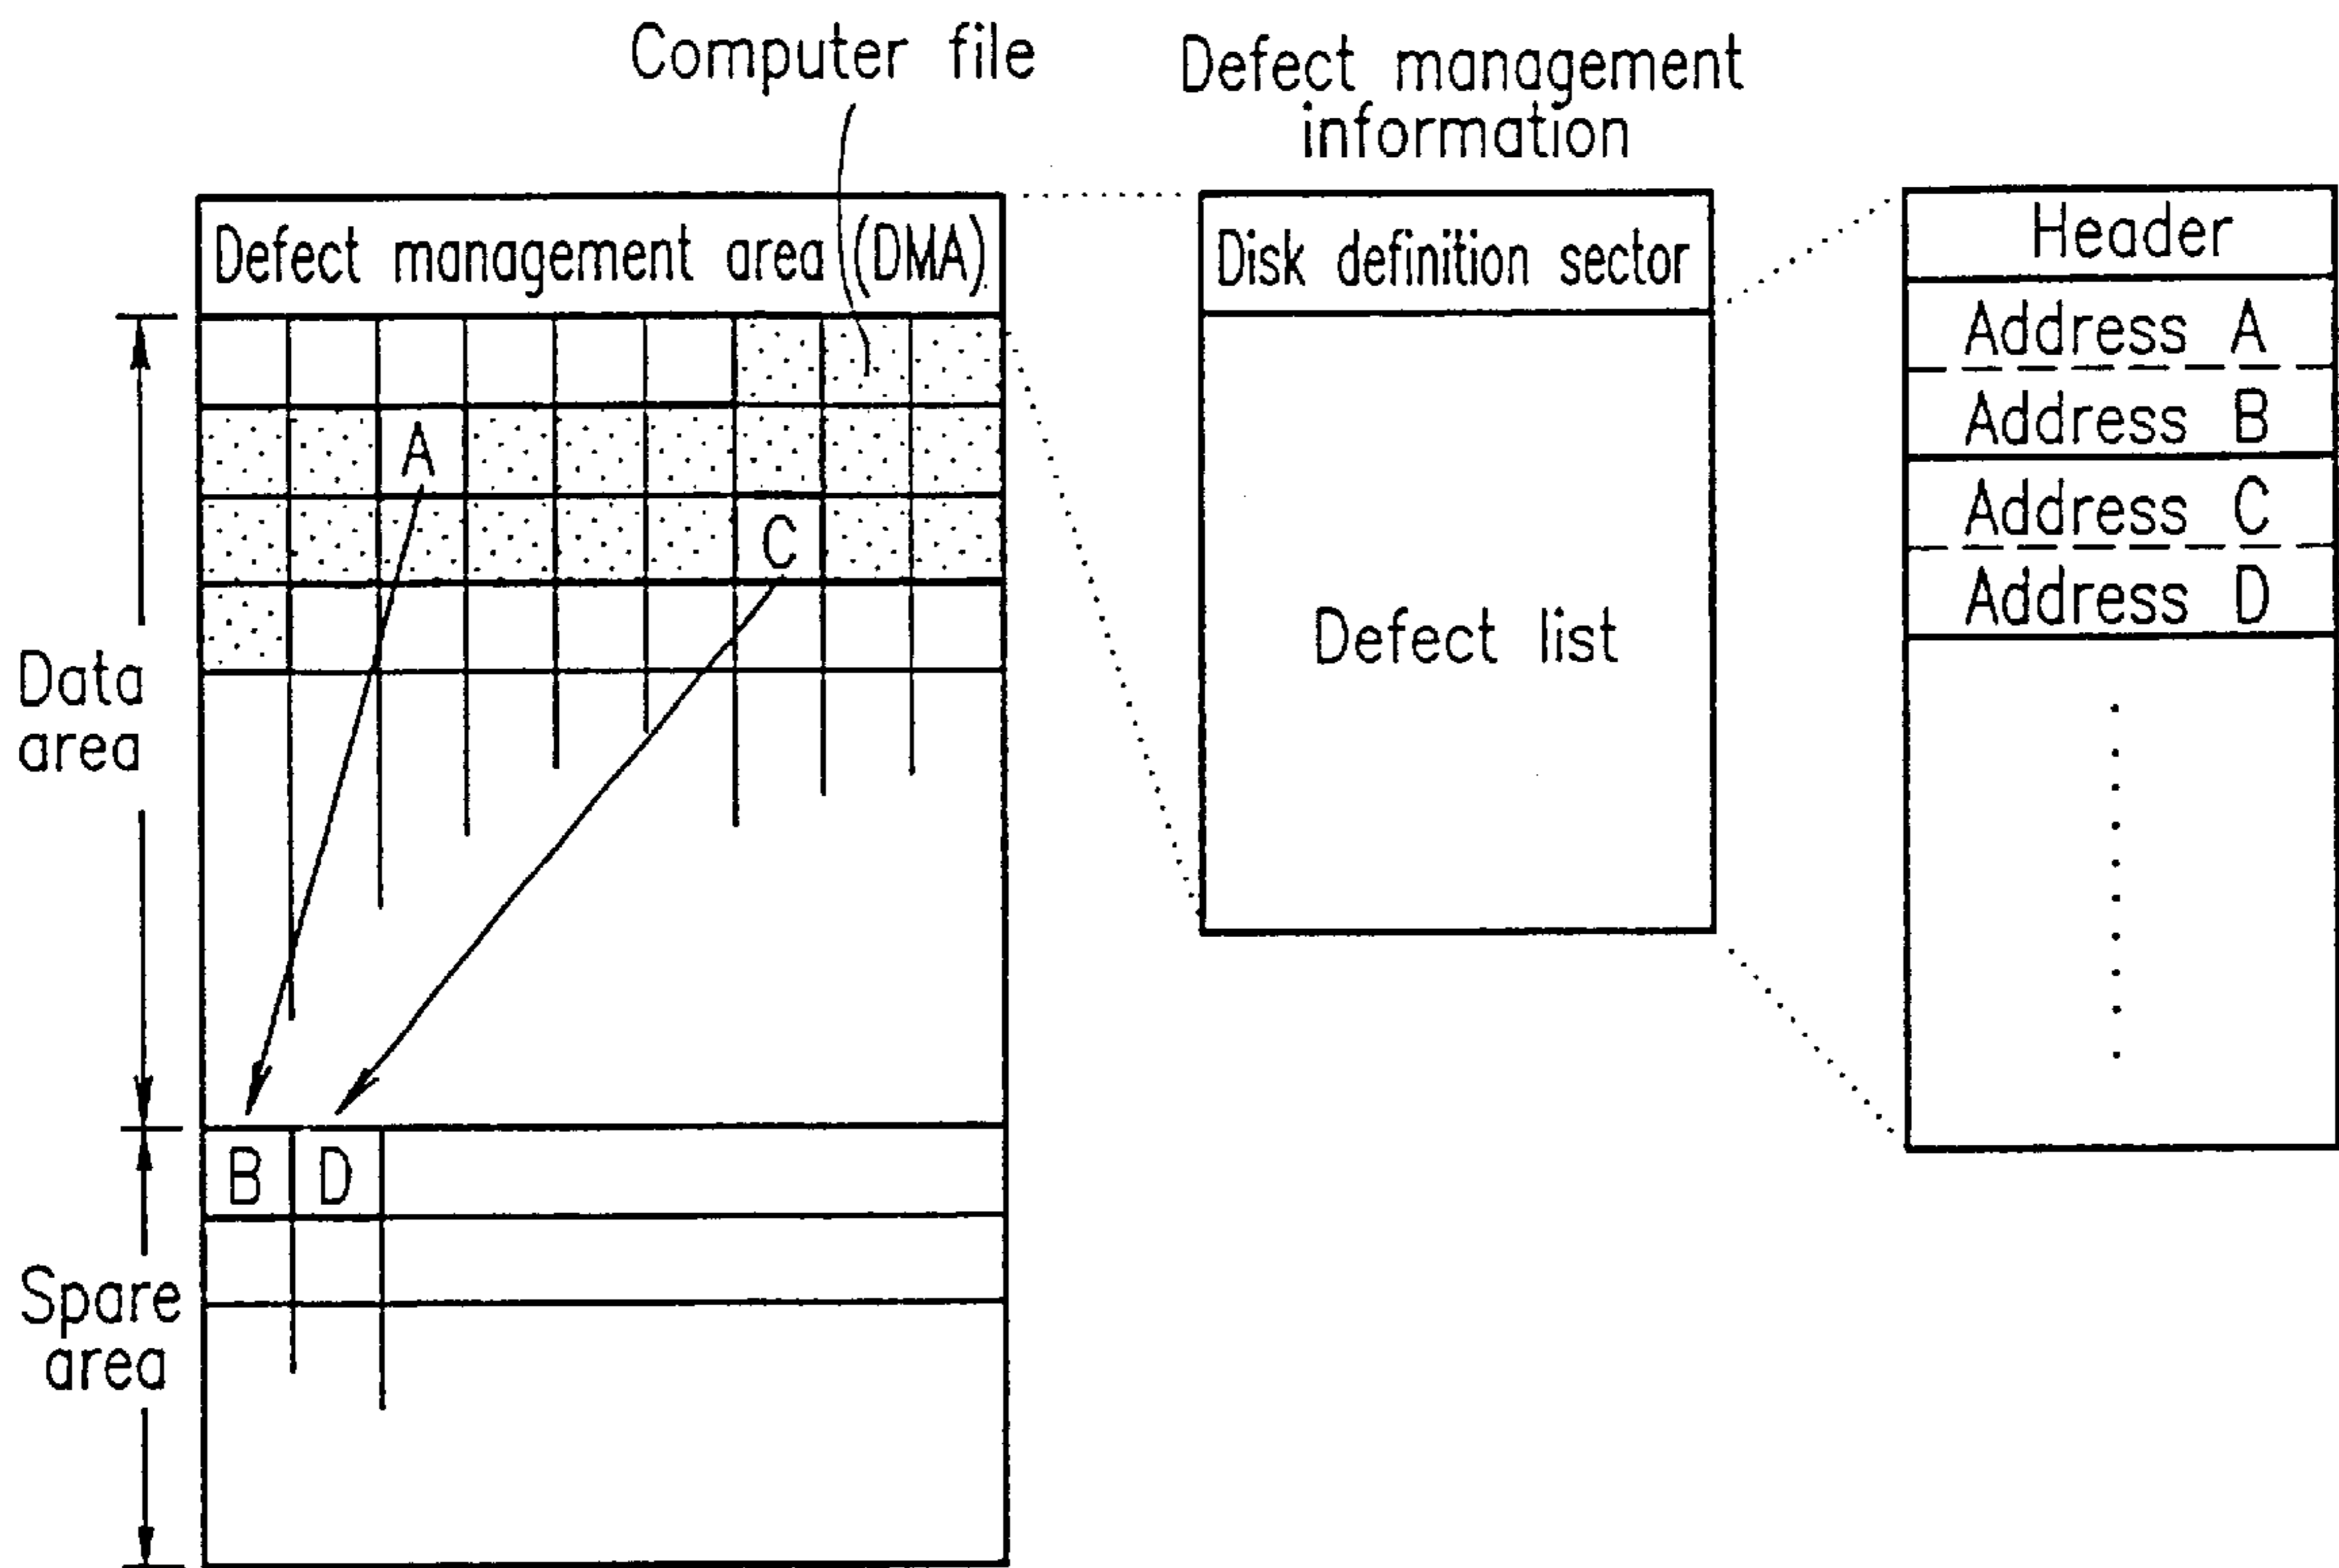 Computer file
Defect management
information
Defect management area (DMA)
Disk definition sector
Header
Address A
Address B
Address C
Address D
A
C
Defect list
Data
area
B
D
Spare
area